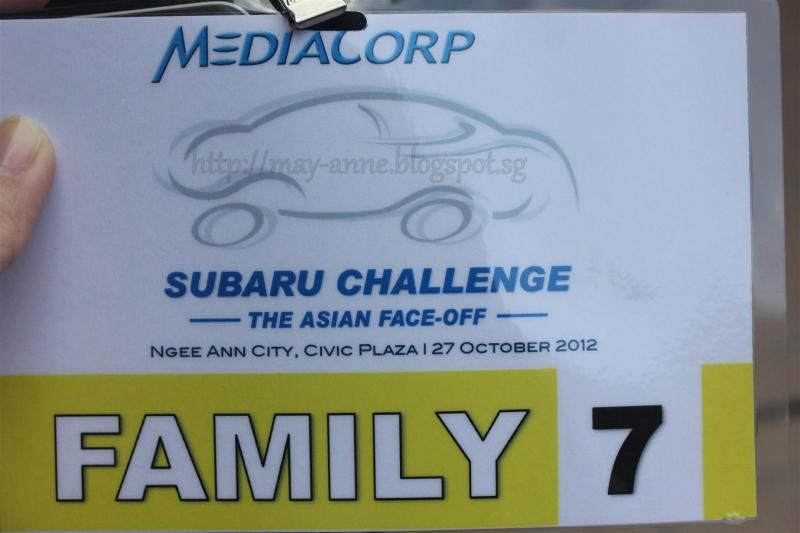 MEDIACORP
http://may-anne.blogspot.sg
SUBARU CHALLENGE
THE ASIAN FACE-OFF
NGEE ANN CITY, CIVIC PLAZA | 27 OCTOBER 2012
FAMILY 7